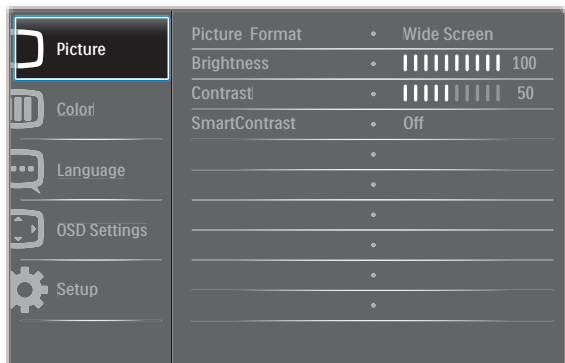 Picture
Color
Language
OSD Settings
Setup
Picture Format • Wide Screen
Brightness • 100
Contrast • 50
SmartContrast • Off